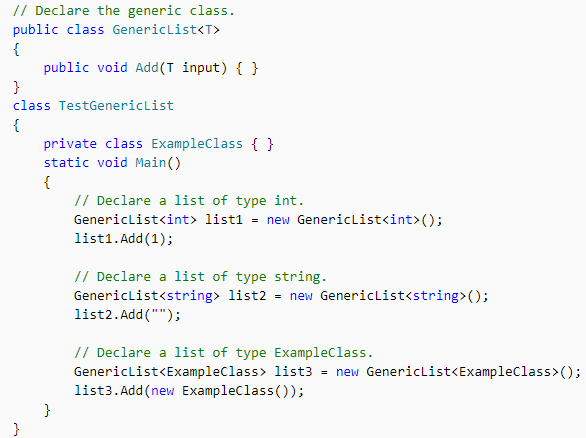 // Declare the generic class.
public class GenericList<T>
{
    public void Add(T input) { }
}
class TestGenericList
{
    private class ExampleClass { }
    static void Main()
    {
        // Declare a list of type int.
        GenericList<int> list1 = new GenericList<int>();
        list1.Add(1);

        // Declare a list of type string.
        GenericList<string> list2 = new GenericList<string>();
        list2.Add("");

        // Declare a list of type ExampleClass.
        GenericList<ExampleClass> list3 = new GenericList<ExampleClass>();
        list3.Add(new ExampleClass());
    }
}